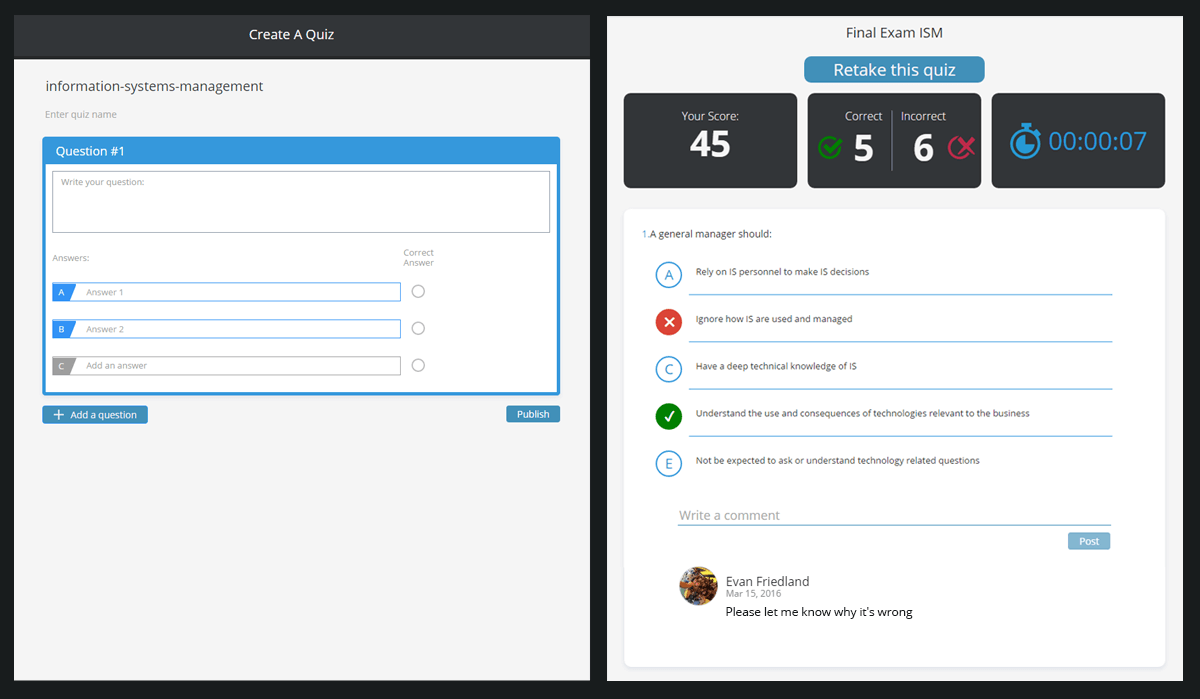 Create A Quiz
information-systems-management
Enter quiz name
Question #1
Write your question:
Answers:
Correct
Answer
A Answer 1
B Answer 2
C Add an answer
+ Add a question
Publish
Final Exam ISM
Retake this quiz
Your Score:
45
Correct Incorrect
5 6
00:00:07
1.A general manager should:
A Rely on IS personnel to make IS decisions
Ignore how IS are used and managed
C Have a deep technical knowledge of IS
Understand the use and consequences of technologies relevant to the business
E Not be expected to ask or understand technology related questions
Write a comment
Post
Evan Friedland
Mar 15, 2016
Please let me know why it's wrong